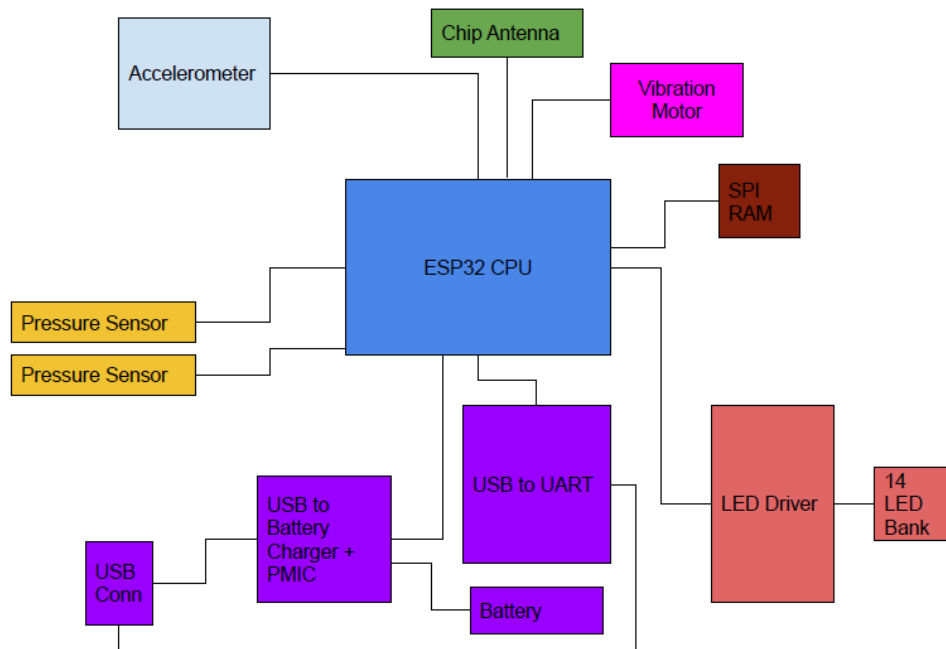 Chip Antenna
Accelerometer
Vibration
Motor
SPI
RAM
ESP32 CPU
Pressure Sensor
Pressure Sensor
USB to UART
LED Driver
14
LED
Bank
USB to
Battery
Charger +
PMIC
USB
Conn
Battery